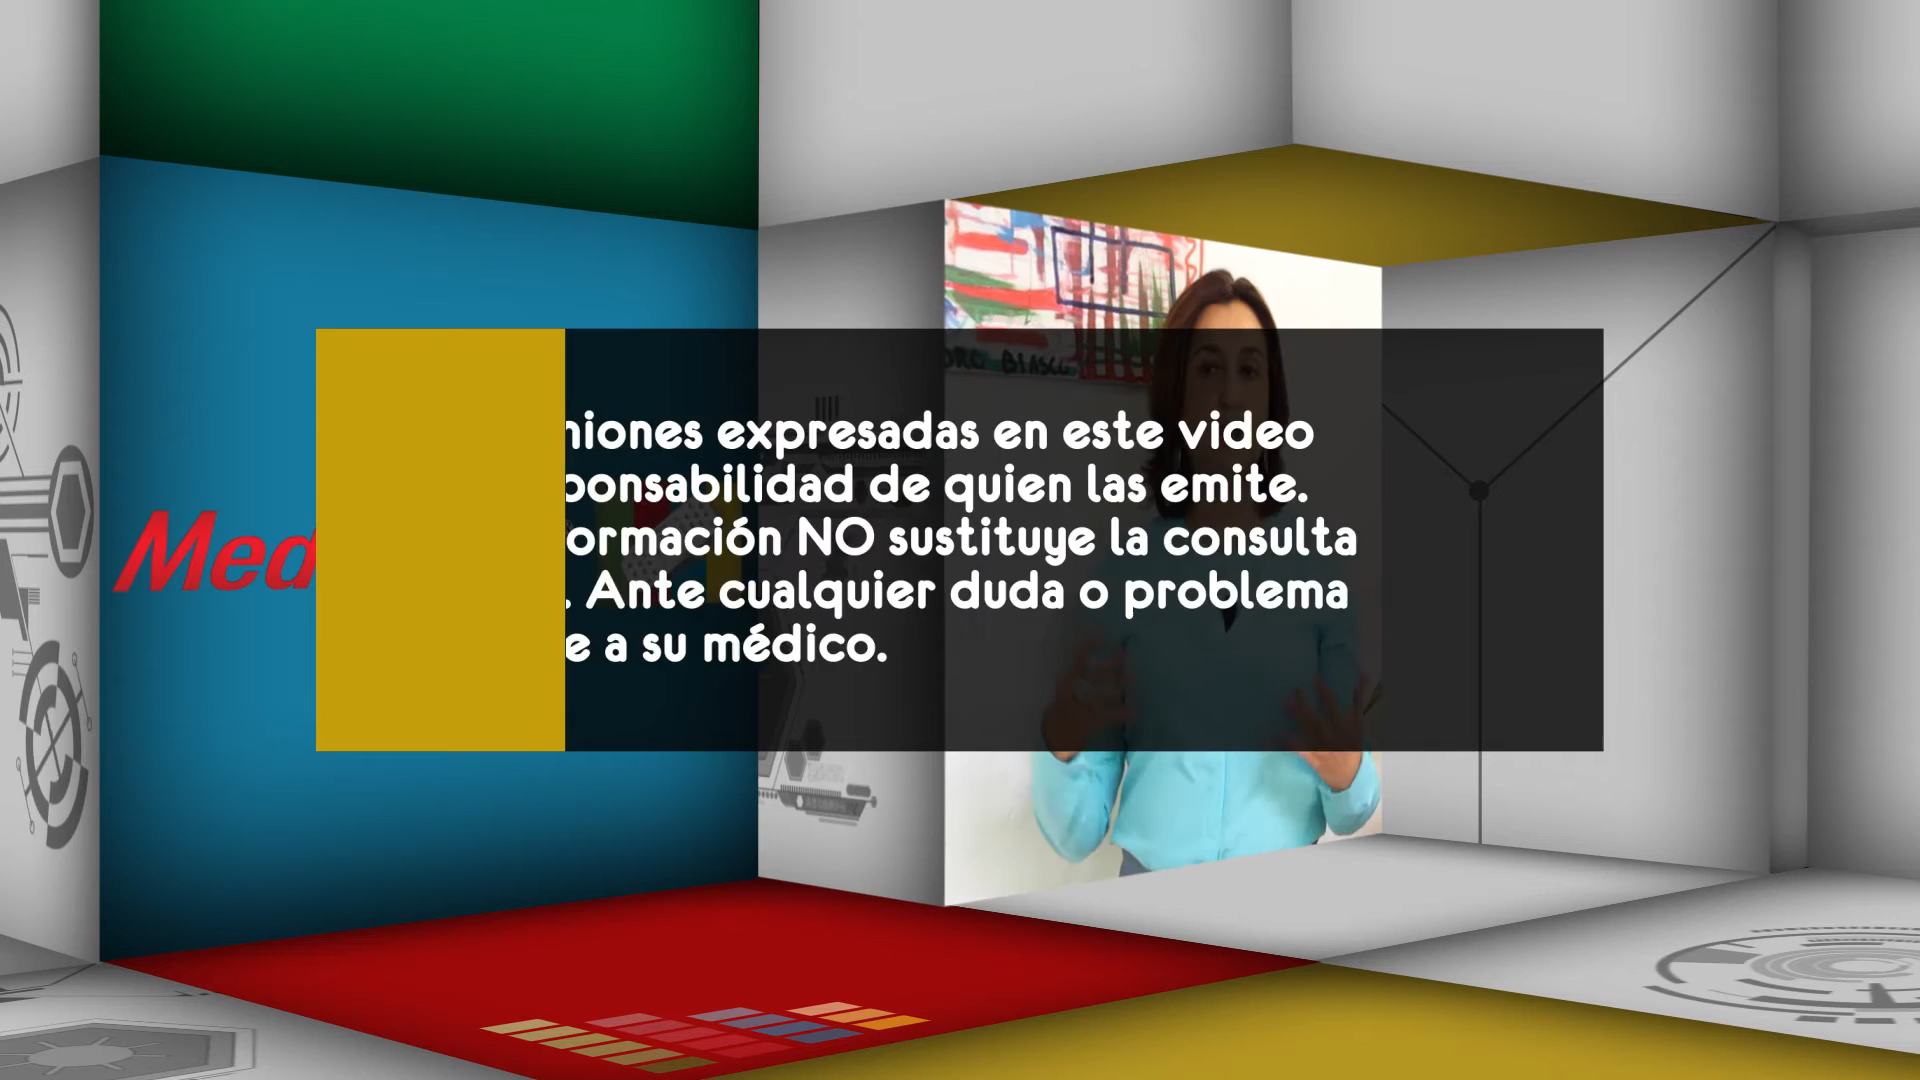 Med
niones expresadas en este video
ponsabilidad de quien las emite.
ormación NO sustituye la consulta
. Ante cualquier duda o problema
e a su médico.